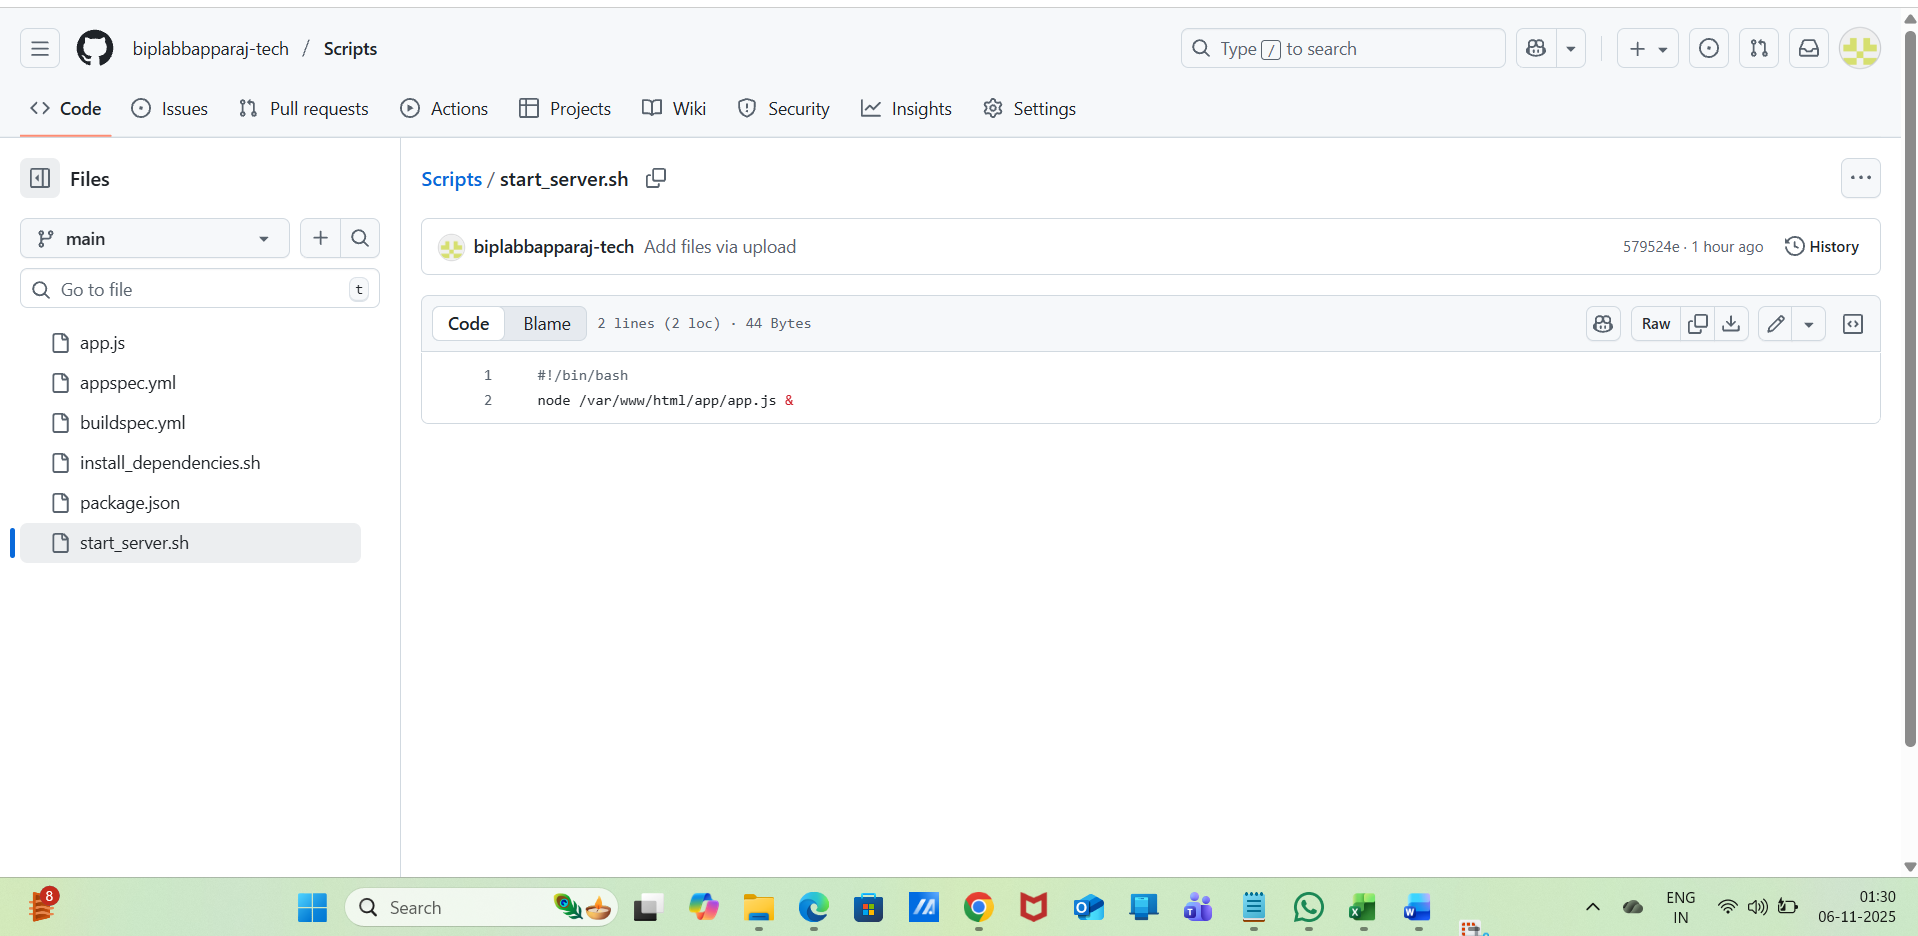 biplabbapparaj-tech / Scripts
Type / to search
Code Issues Pull requests Actions Projects Wiki Security Insights Settings
Files
main
Go to file t
app.js
appspec.yml
buildspec.yml
install_dependencies.sh
package.json
start_server.sh
Scripts / start_server.sh
biplabbapparaj-tech Add files via upload 579524e · 1 hour ago History
Code Blame 2 lines (2 loc) · 44 Bytes Raw
1 #!/bin/bash
2 node /var/www/html/app/app.js &
8
Search
ENG
IN
01:30
06-11-2025